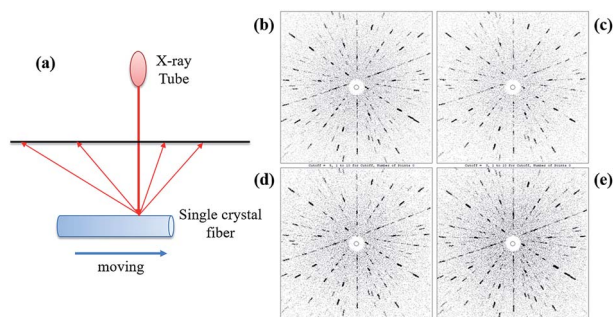 (a)
X-ray
Tube
Single crystal
fiber
moving
(b)
(c)
(d)
(e)